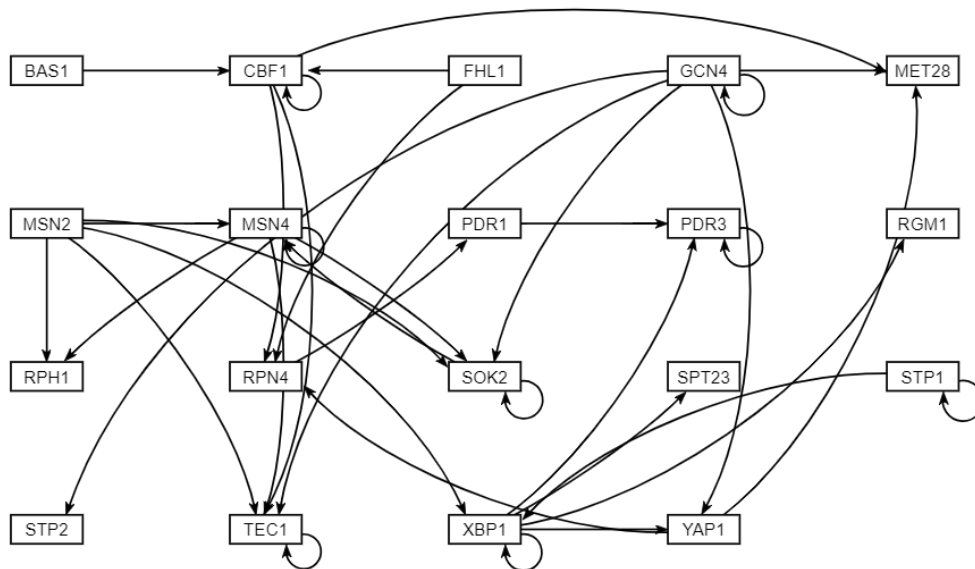 BAS1 CBF1 FHL1 GCN4 MET28
MSN2 MSN4 PDR1 PDR3 RGM1
RPH1 RPN4 SOK2 SPT23 STP1
STP2 TEC1 XBP1 YAP1